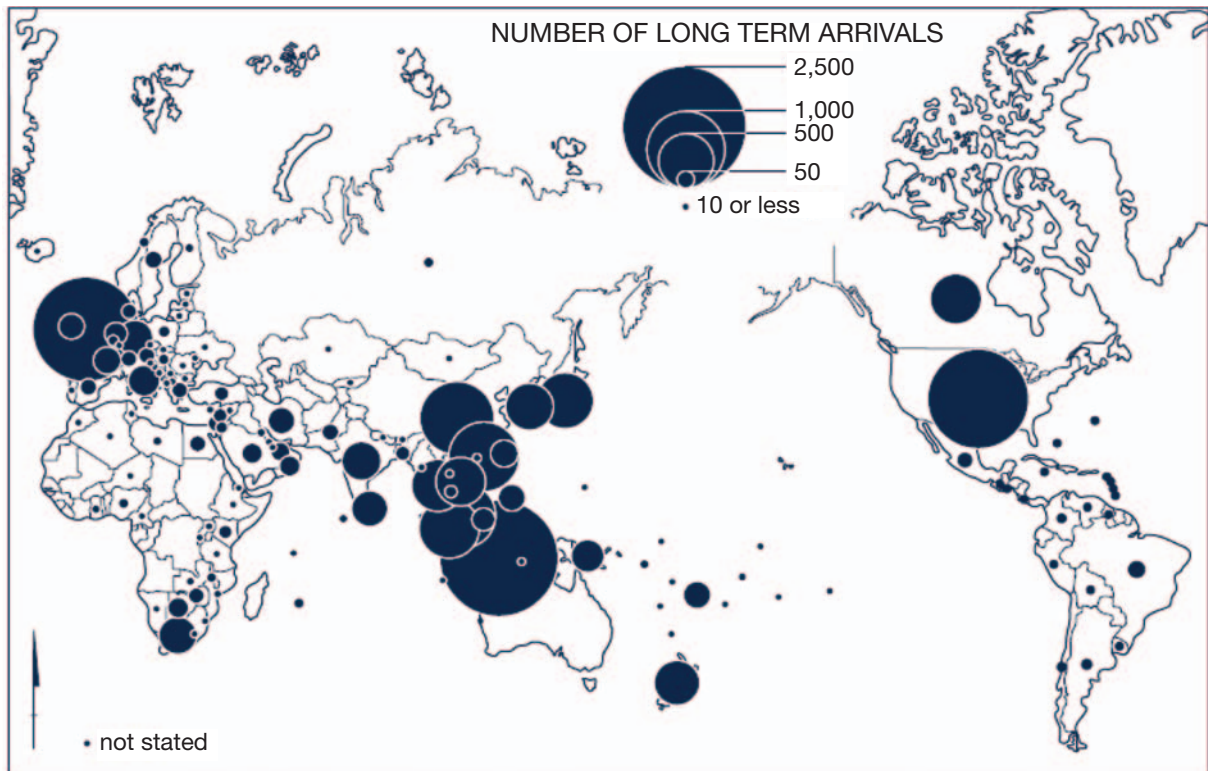 NUMBER OF LONG TERM ARRIVALS
2,500
1,000
500
50
10 or less
not stated